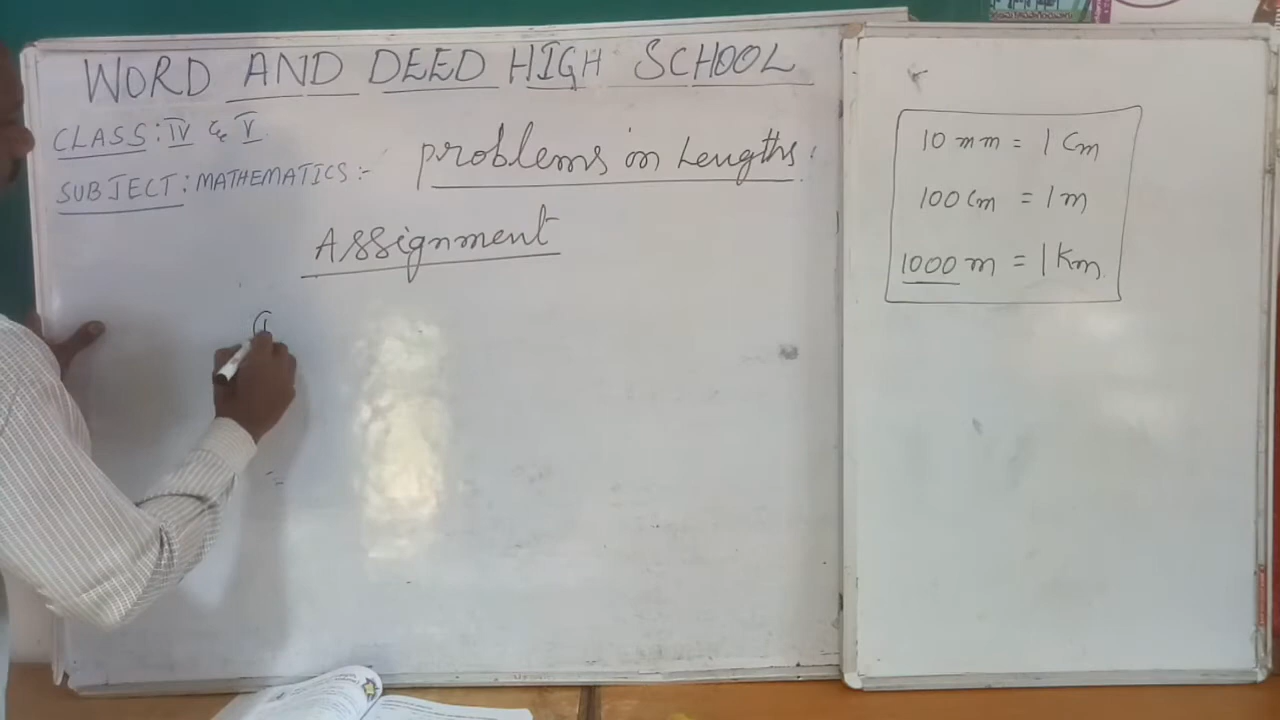 WORD AND DEED HIGH SCHOOL
CLASS: IV & V
SUBJECT: MATHEMATICS:-
problems in Lengths:
Assignment
10 mm = 1 Cm
100 Cm = 1 m
1000 m = 1 Km